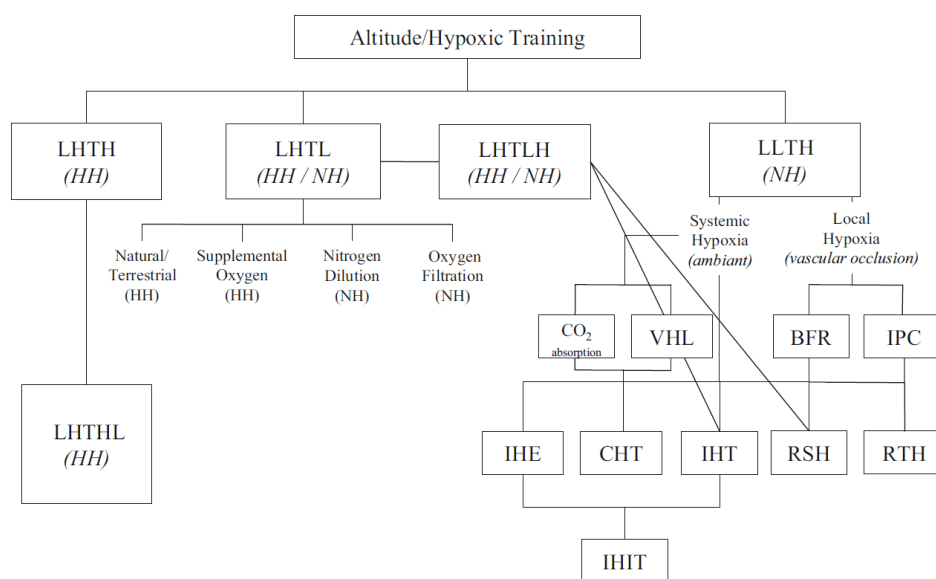 Altitude/Hypoxic Training
LHTH
(HH)
LHTL
(HH / NH)
LHTLH
(HH / NH)
LLTH
(NH)
Systemic
Hypoxia
(ambiant)
Local
Hypoxia
(vascular occlusion)
Natural/
Terrestrial
(HH)
Supplemental
Oxygen
(HH)
Nitrogen
Dilution
(NH)
Oxygen
Filtration
(NH)
CO2
absorption
VHL
BFR
IPC
LHTHL
(HH)
IHE
CHT
IHT
RSH
RTH
IHIT